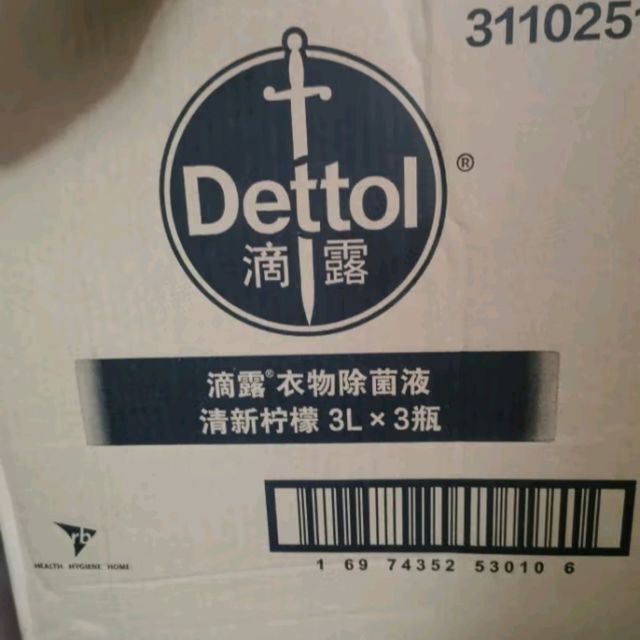 3110251
Dettol
®
滴露
滴露®衣物除菌液
清新柠檬 3L × 3瓶
rb
HEALTH HYGIENE HOME
1 69 74352 53010 6